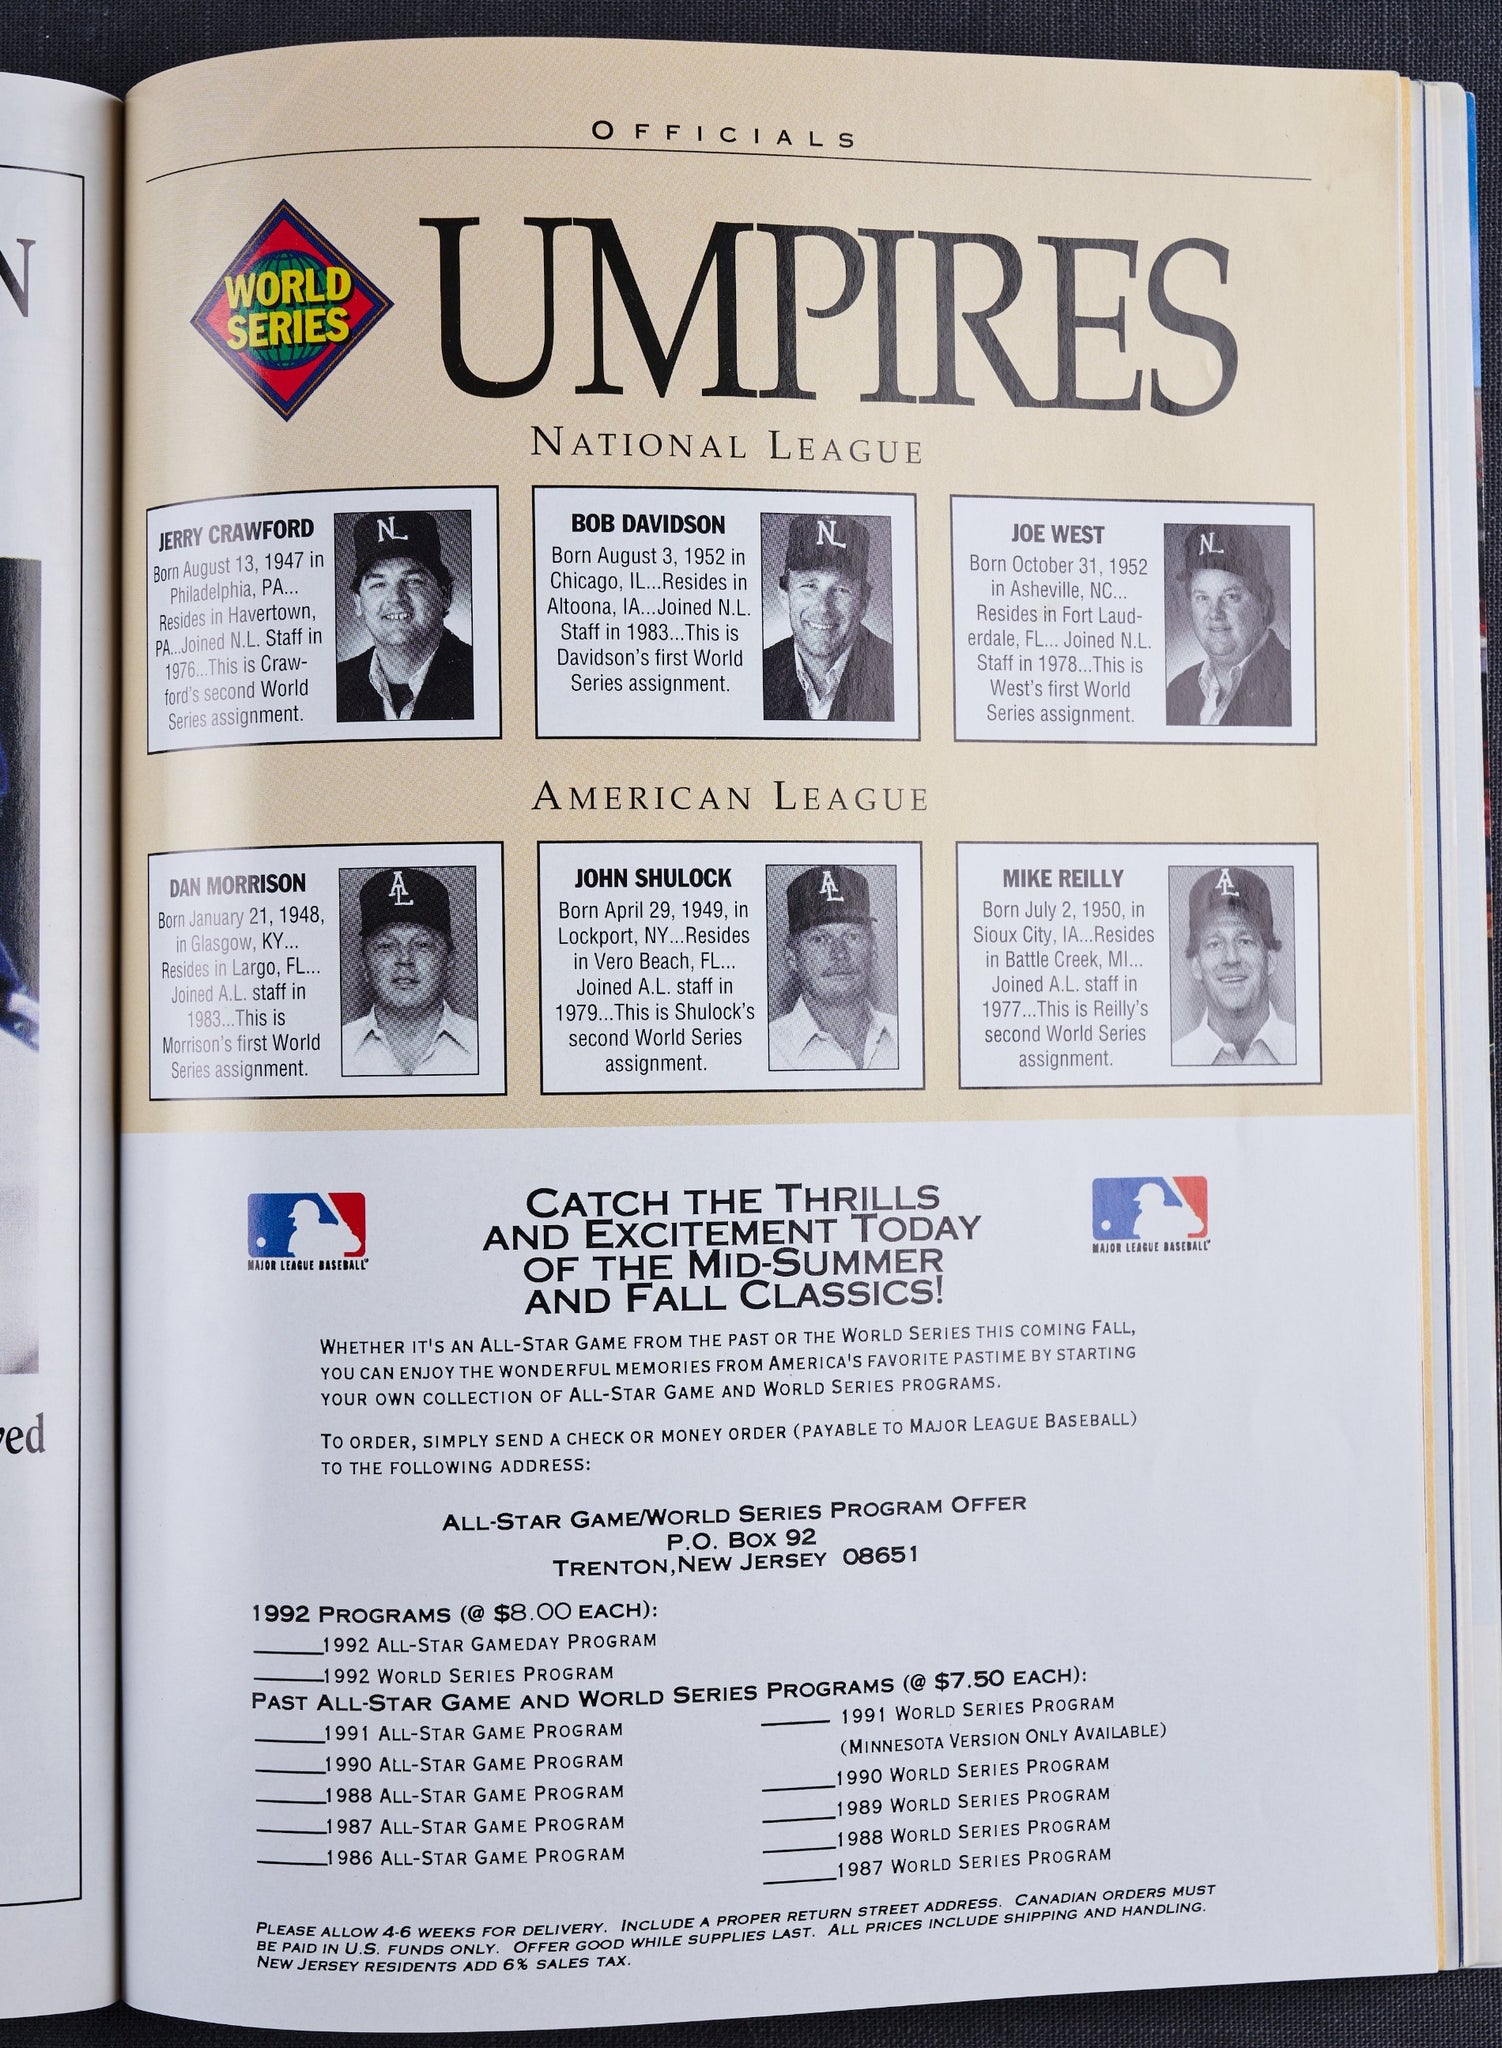 N
ved
OFFICIALS
WORLD
SERIES
UMPIRES
NATIONAL LEAGUE
JERRY CRAWFORD
Born August 13, 1947 in
Philadelphia, PA...
Resides in Havertown,
PA...Joined N.L. Staff in
1976...This is Craw-
ford's second World
Series assignment.
NL
BOB DAVIDSON
Born August 3, 1952 in
Chicago, IL...Resides in
Altoona, IA...Joined N.L.
Staff in 1983...This is
Davidson's first World
Series assignment.
NL
JOE WEST
Born October 31, 1952
in Asheville, NC...
Resides in Fort Laud-
erdale, FL... Joined N.L.
Staff in 1978...This is
West's first World
Series assignment.
NL
AMERICAN LEAGUE
DAN MORRISON
Born January 21, 1948,
in Glasgow, KY...
Resides in Largo, FL...
Joined A.L. staff in
1983...This is
Morrison's first World
Series assignment.
AL
JOHN SHULOCK
Born April 29, 1949, in
Lockport, NY...Resides
in Vero Beach, FL...
Joined A.L. staff in
1979...This is Shulock's
second World Series
assignment.
AL
MIKE REILLY
Born July 2, 1950, in
Sioux City, IA...Resides
in Battle Creek, MI...
Joined A.L. staff in
1977...This is Reilly's
second World Series
assignment.
AL
MAJOR LEAGUE BASEBALL
CATCH THE THRILLS
AND EXCITEMENT TODAY
OF THE MID-SUMMER
AND FALL CLASSICS!
MAJOR LEAGUE BASEBALL
WHETHER IT'S AN ALL-STAR GAME FROM THE PAST OR THE WORLD SERIES THIS COMING FALL,
YOU CAN ENJOY THE WONDERFUL MEMORIES FROM AMERICA'S FAVORITE PASTIME BY STARTING
YOUR OWN COLLECTION OF ALL-STAR GAME AND WORLD SERIES PROGRAMS.
TO ORDER, SIMPLY SEND A CHECK OR MONEY ORDER (PAYABLE TO MAJOR LEAGUE BASEBALL)
TO THE FOLLOWING ADDRESS:
ALL-STAR GAME/WORLD SERIES PROGRAM OFFER
P.O. BOX 92
TRENTON, NEW JERSEY 08651
1992 PROGRAMS (@ $8.00 EACH):
______1992 ALL-STAR GAMEDAY PROGRAM
______1992 WORLD SERIES PROGRAM
PAST ALL-STAR GAME AND WORLD SERIES PROGRAMS (@ $7.50 EACH):
______1991 ALL-STAR GAME PROGRAM
______1990 ALL-STAR GAME PROGRAM
______1988 ALL-STAR GAME PROGRAM
______1987 ALL-STAR GAME PROGRAM
______1986 ALL-STAR GAME PROGRAM
______ 1991 WORLD SERIES PROGRAM
(MINNESOTA VERSION ONLY AVAILABLE)
______1990 WORLD SERIES PROGRAM
______1989 WORLD SERIES PROGRAM
______1988 WORLD SERIES PROGRAM
______1987 WORLD SERIES PROGRAM
PLEASE ALLOW 4-6 WEEKS FOR DELIVERY. INCLUDE A PROPER RETURN STREET ADDRESS. CANADIAN ORDERS MUST
BE PAID IN U.S. FUNDS ONLY. OFFER GOOD WHILE SUPPLIES LAST. ALL PRICES INCLUDE SHIPPING AND HANDLING.
NEW JERSEY RESIDENTS ADD 6% SALES TAX.